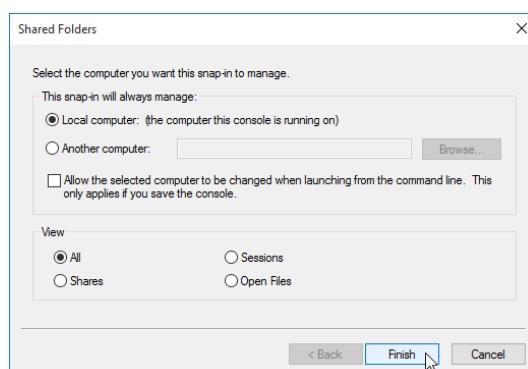 Shared Folders
Select the computer you want this snap-in to manage.
This snap-in will always manage:
Local computer: (the computer this console is running on)
Another computer:
Browse...
Allow the selected computer to be changed when launching from the command line. This
only applies if you save the console.
View
All
Sessions
Shares
Open Files
< Back
Finish
Cancel